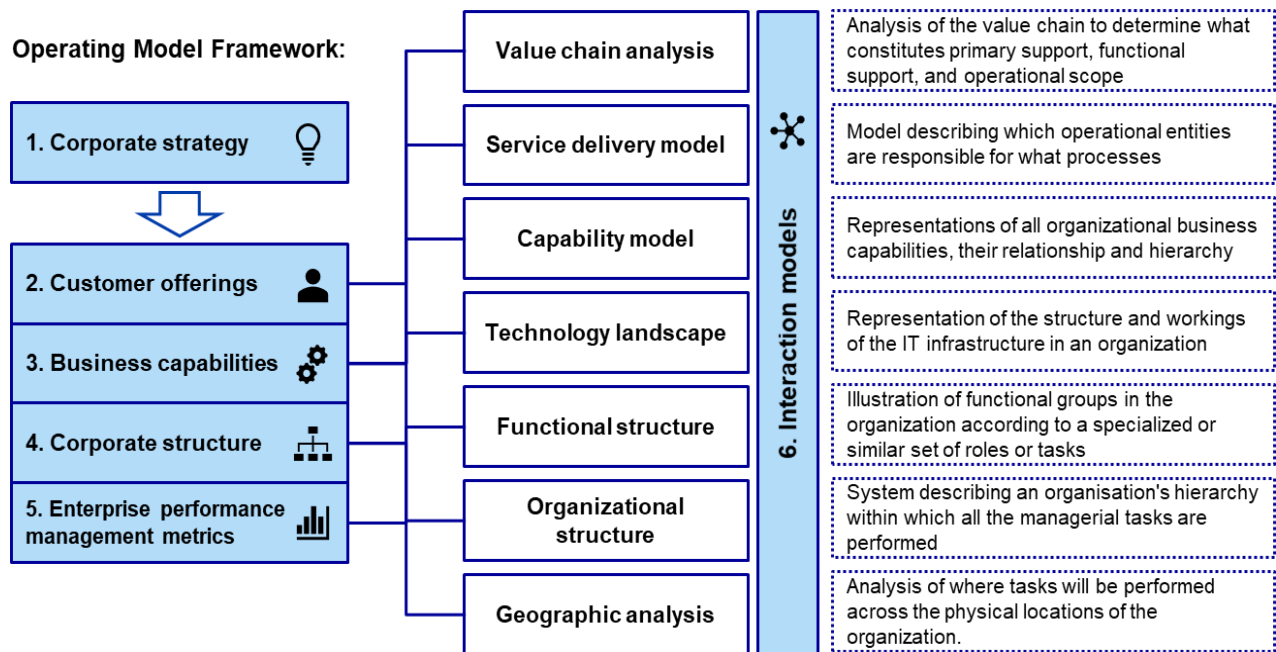 Operating Model Framework:
1. Corporate strategy
2. Customer offerings
3. Business capabilities
4. Corporate structure
5. Enterprise performance
management metrics
Value chain analysis
Service delivery model
Capability model
Technology landscape
Functional structure
Organizational
structure
Geographic analysis
6. Interaction models
Analysis of the value chain to determine what
constitutes primary support, functional
support, and operational scope
Model describing which operational entities
are responsible for what processes
Representations of all organizational business
capabilities, their relationship and hierarchy
Representation of the structure and workings
of the IT infrastructure in an organization
Illustration of functional groups in the
organization according to a specialized or
similar set of roles or tasks
System describing an organisation's hierarchy
within which all the managerial tasks are
performed
Analysis of where tasks will be performed
across the physical locations of the
organization.